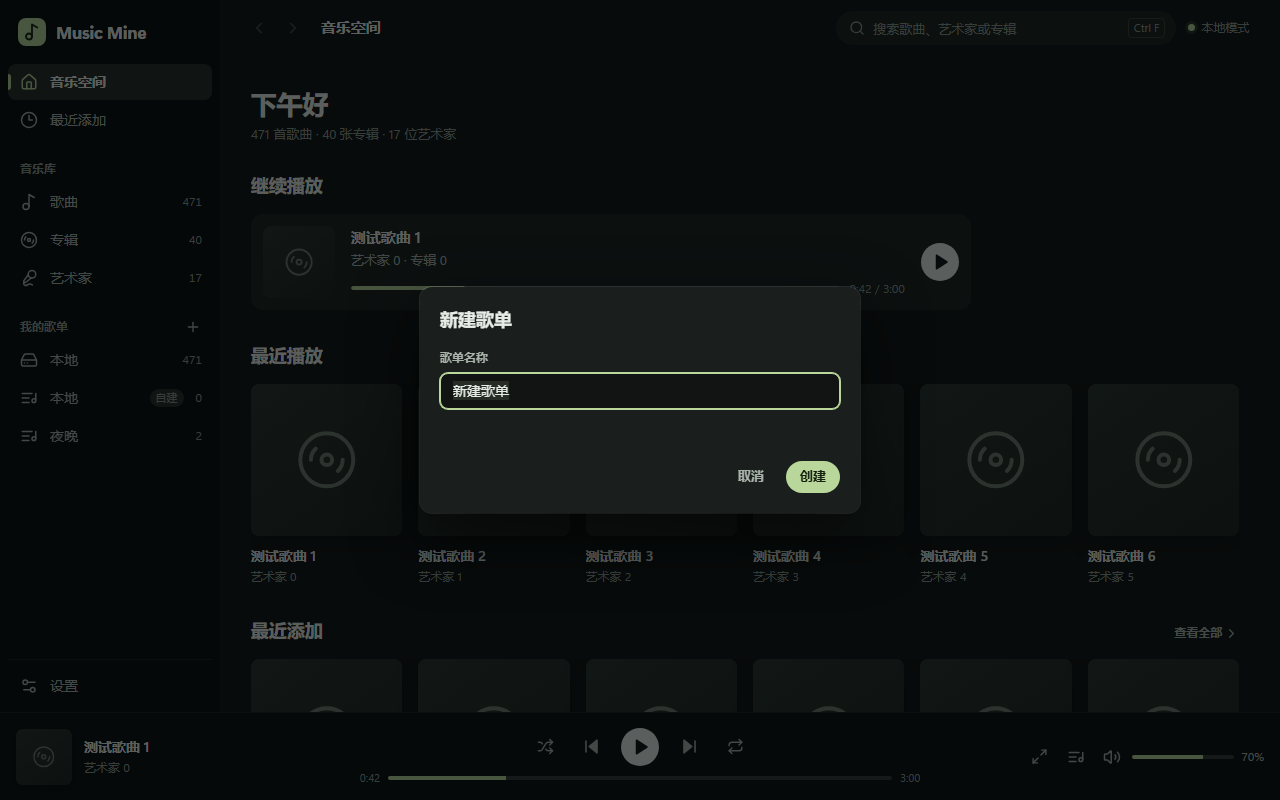 Music Mine
音乐空间
最近添加
音乐库
歌曲 471
专辑 40
艺术家 17
我的歌单
本地 471
本地 自建 0
夜晚 2
设置
音乐空间
搜索歌曲、艺术家或专辑 Ctrl F
本地模式
下午好
471 首歌曲 · 40 张专辑 · 17 位艺术家
继续播放
测试歌曲 1
艺术家 0 · 专辑 0
0:42 / 3:00
新建歌单
歌单名称
新建歌单
取消 创建
最近播放
测试歌曲 1 测试歌曲 2 测试歌曲 3 测试歌曲 4 测试歌曲 5 测试歌曲 6
艺术家 0 艺术家 1 艺术家 2 艺术家 3 艺术家 4 艺术家 5
最近添加 查看全部
测试歌曲 1
艺术家 0
0:42 3:00
70%